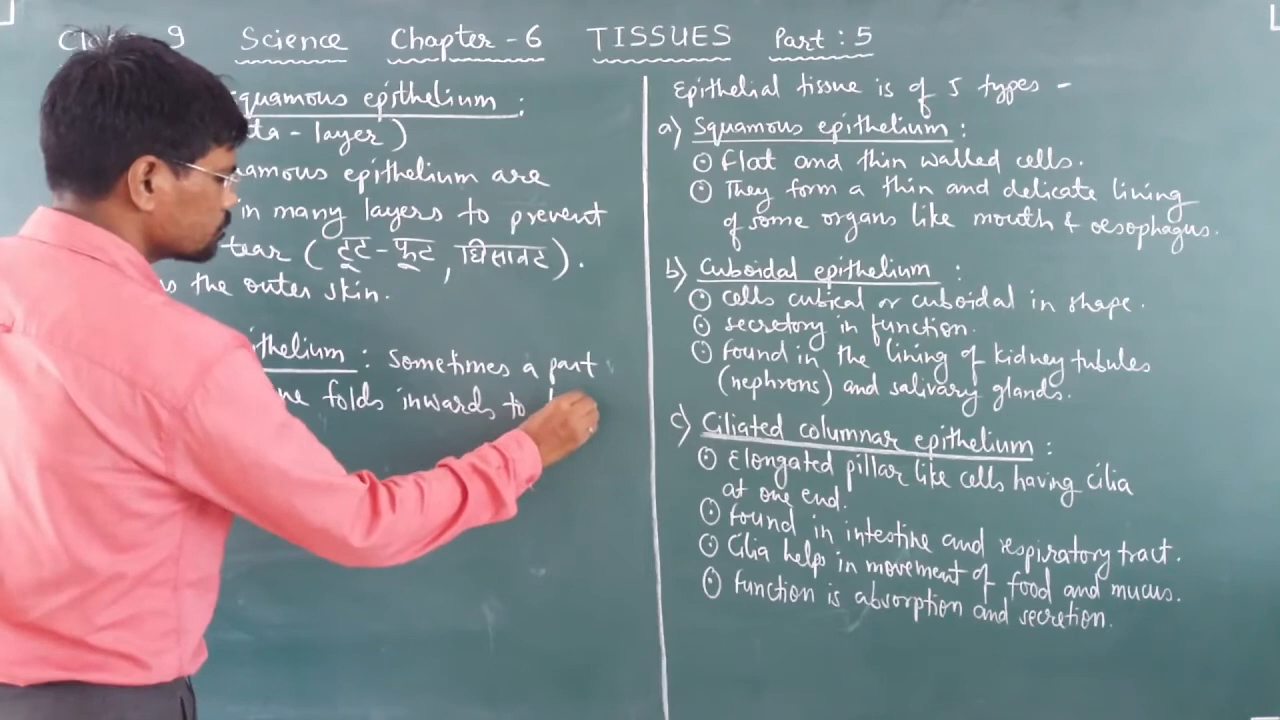 9 Science Chapter - 6 TISSUES Part : 5
squamous epithelium :
layer)
epithelium are
in many layers to prevent
tear (टूट-फूट, घिसावट).
the outer skin.
: Sometimes a part
folds inwards to
Epithelial tissue is of 5 types -
a) Squamous epithelium :
⊙ Flat and thin walled cells.
⊙ They form a thin and delicate lining
of some organs like mouth & oesophagus.
b) Cuboidal epithelium :
⊙ cells cubical or cuboidal in shape.
⊙ secretory in function.
⊙ found in the lining of kidney tubules
(nephrons) and salivary glands.
c) Ciliated columnar epithelium :
⊙ Elongated pillar like cells having cilia
at one end.
⊙ found in intestine and respiratory tract.
⊙ Cilia helps in movement of food and mucus.
⊙ Function is absorption and secretion.